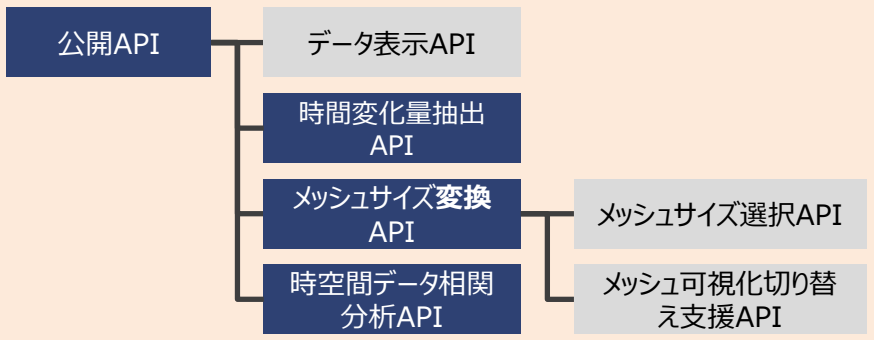 公開API
データ表示API
時間変化量抽出
API
メッシュサイズ変換
API
メッシュサイズ選択API
時空間データ相関
分析API
メッシュ可視化切り替
え支援API